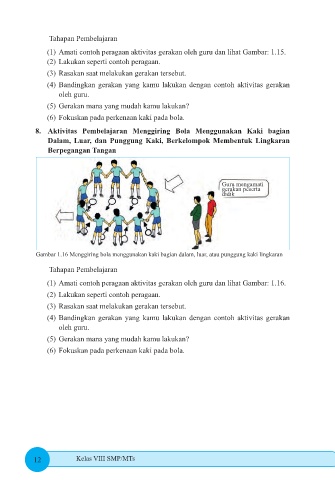 Tahapan Pembelajaran
(1) Amati contoh peragaan aktivitas gerakan oleh guru dan lihat Gambar: 1.15.
(2) Lakukan seperti contoh peragaan.
(3) Rasakan saat melakukan gerakan tersebut.
(4) Bandingkan gerakan yang kamu lakukan dengan contoh aktivitas gerakan
oleh guru.
(5) Gerakan mana yang mudah kamu lakukan?
(6) Fokuskan pada perkenaan kaki pada bola.
8. Aktivitas Pembelajaran Menggiring Bola Menggunakan Kaki bagian
Dalam, Luar, dan Punggung Kaki, Berkelompok Membentuk Lingkaran
Berpegangan Tangan
Guru mengamati
gerakan peserta
didik
Gambar 1.16 Menggiring bola menggunakan kaki bagian dalam, luar, atau punggung kaki lingkaran
Tahapan Pembelajaran
(1) Amati contoh peragaan aktivitas gerakan oleh guru dan lihat Gambar: 1.16.
(2) Lakukan seperti contoh peragaan.
(3) Rasakan saat melakukan gerakan tersebut.
(4) Bandingkan gerakan yang kamu lakukan dengan contoh aktivitas gerakan
oleh guru.
(5) Gerakan mana yang mudah kamu lakukan?
(6) Fokuskan pada perkenaan kaki pada bola.
12 Kelas VIII SMP/MTs